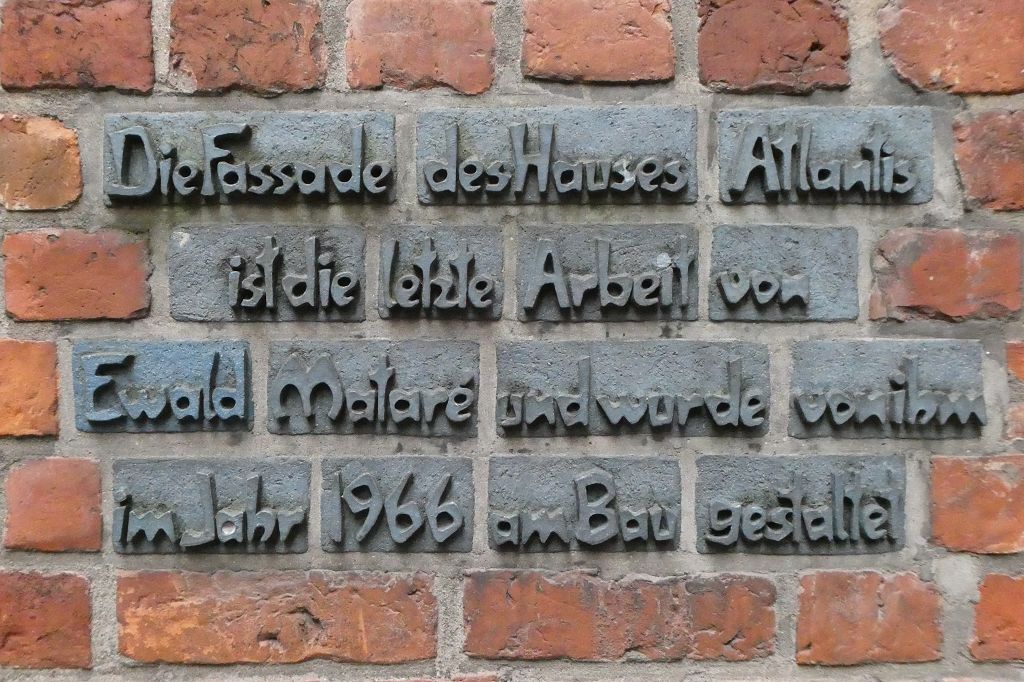 Die Fassade des Hauses Atlantis
ist die letzte Arbeit von
Ewald Mataré und wurde von ihm
im Jahr 1966 am Bau gestaltet